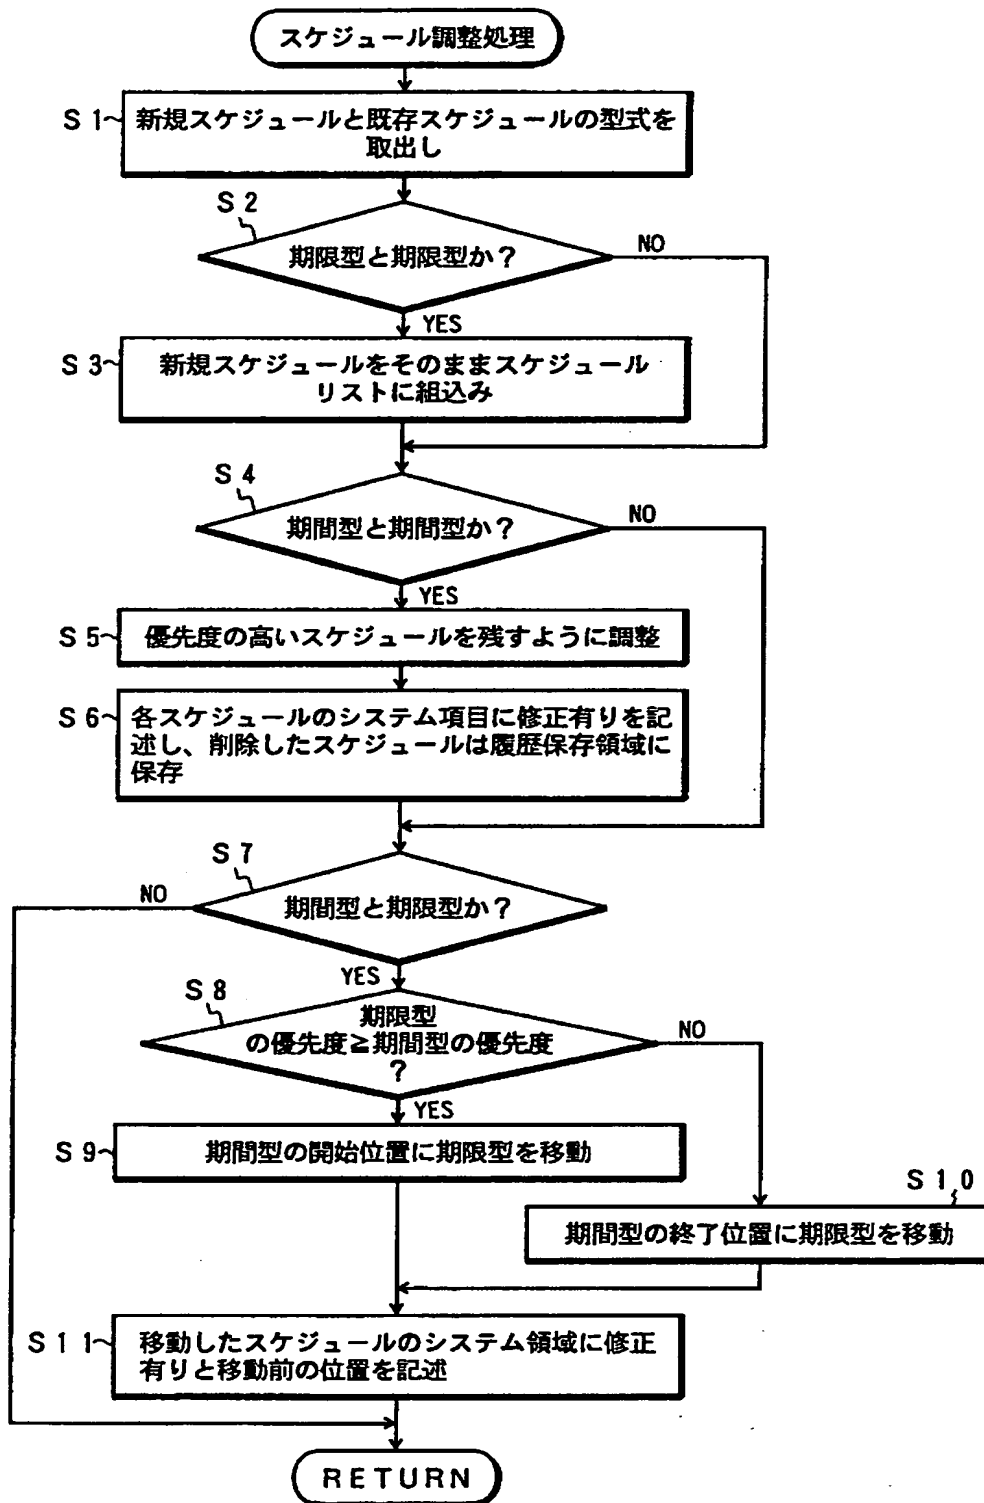 スケジュール調整処理
S1
新規スケジュールと既存スケジュールの型式を
取出し
S2
期限型と期限型か?
NO
YES
S3
新規スケジュールをそのままスケジュール
リストに組込み
S4
期間型と期間型か?
NO
YES
S5
優先度の高いスケジュールを残すように調整
S6
各スケジュールのシステム項目に修正有りを記
述し、削除したスケジュールは履歴保存領域に
保存
S7
NO
期間型と期限型か?
YES
S8
期限型
の優先度≧期間型の優先度
?
NO
YES
S9
期間型の開始位置に期限型を移動
S10
期間型の終了位置に期限型を移動
S11
移動したスケジュールのシステム領域に修正
有りと移動前の位置を記述
RETURN